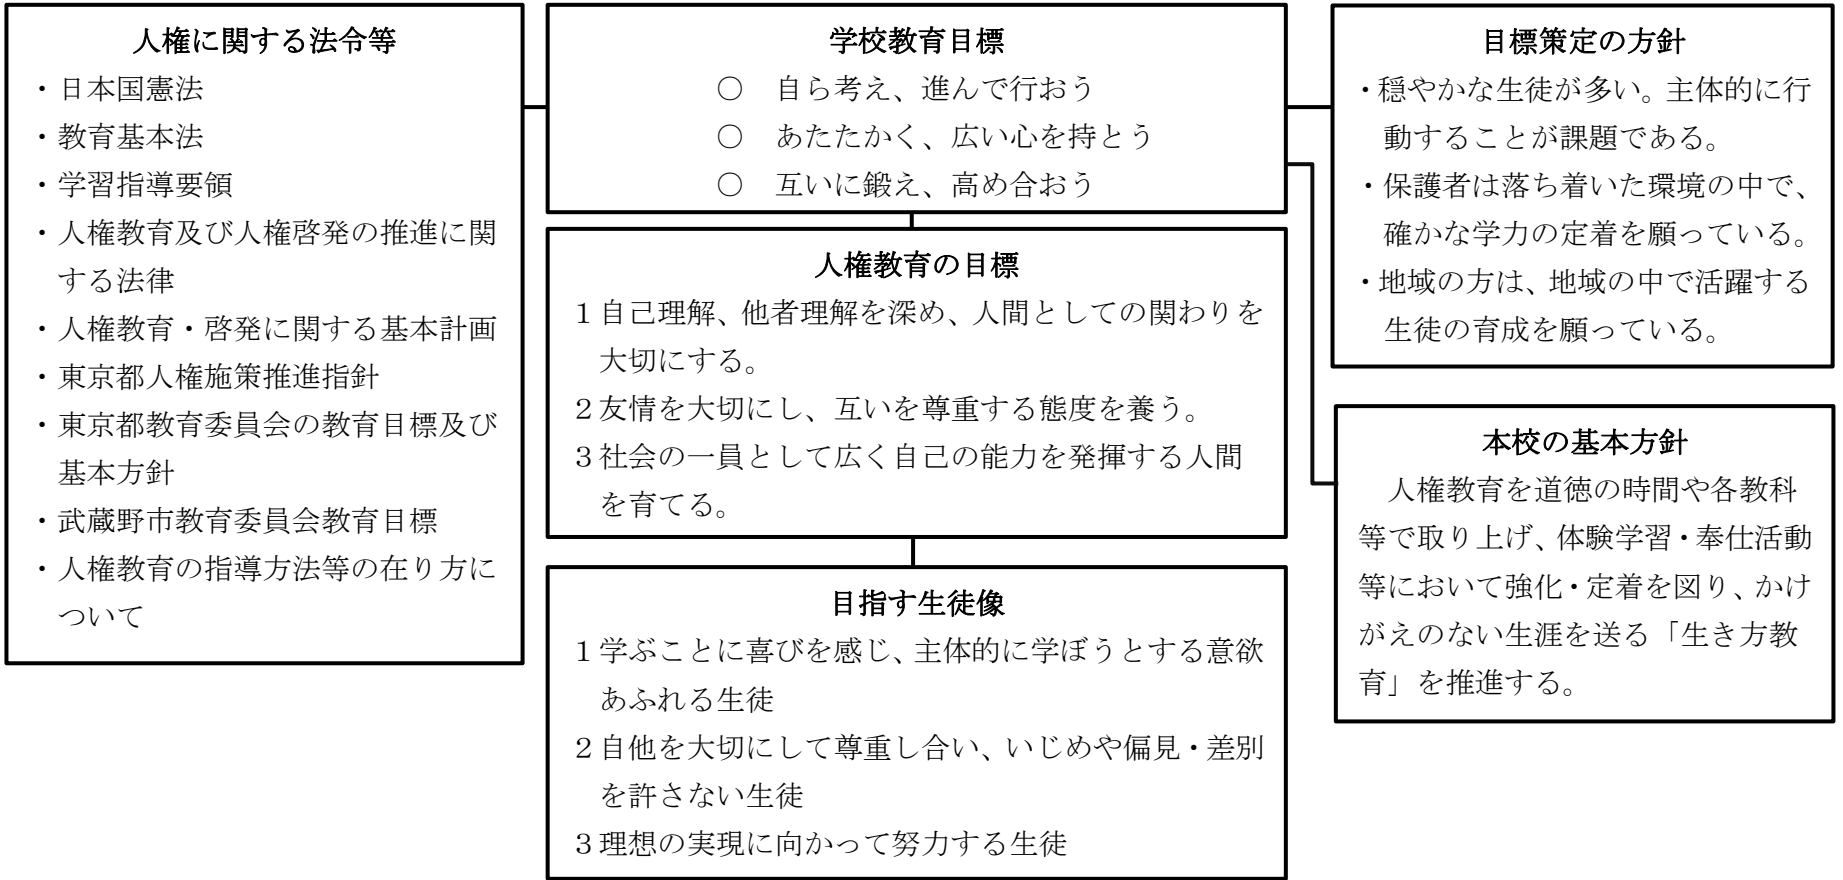 人権に関する法令等
・日本国憲法
・教育基本法
・学習指導要領
・人権教育及び人権啓発の推進に関
する法律
・人権教育・啓発に関する基本計画
・東京都人権施策推進指針
・東京都教育委員会の教育目標及び
基本方針
・武蔵野市教育委員会教育目標
・人権教育の指導方法等の在り方に
ついて
学校教育目標
○ 自ら考え、進んで行おう
○ あたたかく、広い心を持とう
○ 互いに鍛え、高め合おう
人権教育の目標
1自己理解、他者理解を深め、人間としての関わりを
大切にする。
2友情を大切にし、互いを尊重する態度を養う。
3社会の一員として広く自己の能力を発揮する人間
を育てる。
目指す生徒像
1学ぶことに喜びを感じ、主体的に学ぼうとする意欲
あふれる生徒
2自他を大切にして尊重し合い、いじめや偏見・差別
を許さない生徒
3理想の実現に向かって努力する生徒
目標策定の方針
・穏やかな生徒が多い。主体的に行
動することが課題である。
・保護者は落ち着いた環境の中で、
確かな学力の定着を願っている。
・地域の方は、地域の中で活躍する
生徒の育成を願っている。
本校の基本方針
人権教育を道徳の時間や各教科
等で取り上げ、体験学習・奉仕活動
等において強化・定着を図り、かけ
がえのない生涯を送る「生き方教
育」を推進する。